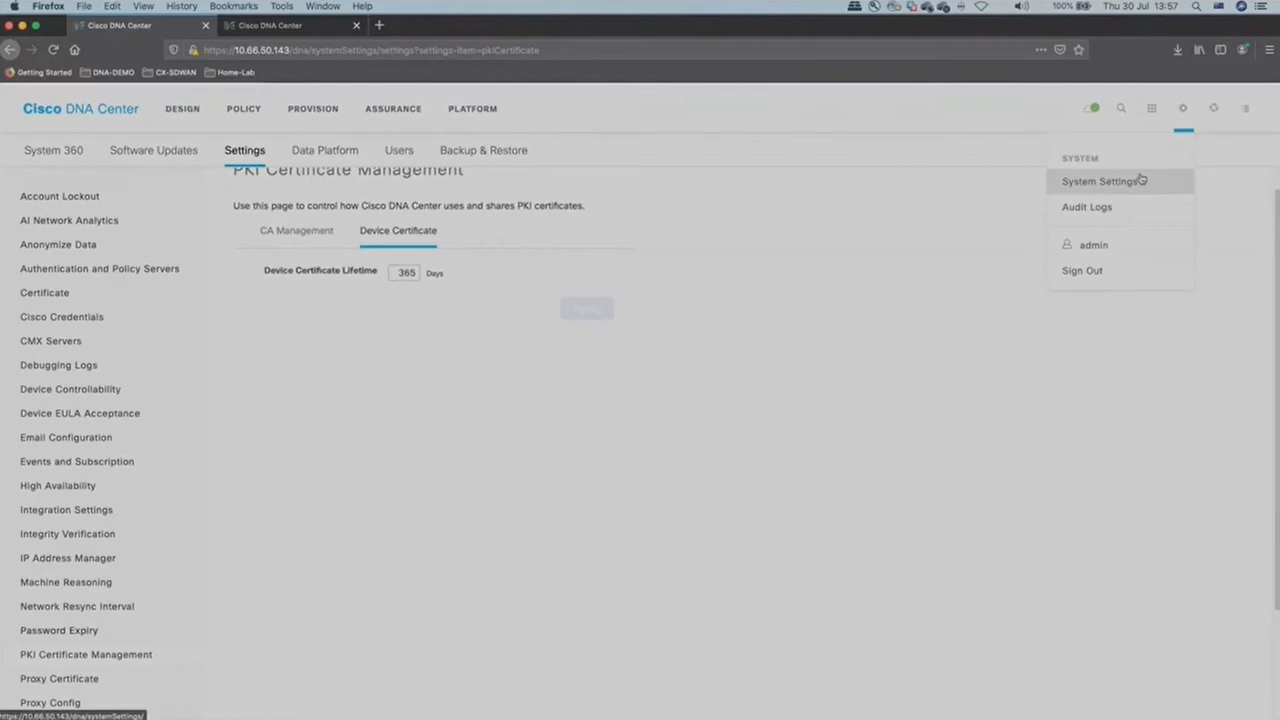 Firefox File Edit View History Bookmarks Tools Window Help 100% Thu 30 Jul 13:57
Cisco DNA Center Cisco DNA Center
https://10.66.50.143/dna/systemSettings/settings?settings-item=pkiCertificate
Getting Started DNA-DEMO CX-SDWAN Home-Lab
Cisco DNA Center DESIGN POLICY PROVISION ASSURANCE PLATFORM
System 360 Software Updates Settings Data Platform Users Backup & Restore
SYSTEM
System Settings
Audit Logs
admin
Sign Out
Account Lockout
AI Network Analytics
Anonymize Data
Authentication and Policy Servers
Certificate
Cisco Credentials
CMX Servers
Debugging Logs
Device Controllability
Device EULA Acceptance
Email Configuration
Events and Subscription
High Availability
Integration Settings
Integrity Verification
IP Address Manager
Machine Reasoning
Network Resync Interval
Password Expiry
PKI Certificate Management
Proxy Certificate
Proxy Config
PKI Certificate Management
Use this page to control how Cisco DNA Center uses and shares PKI certificates.
CA Management Device Certificate
Device Certificate Lifetime 365 Days
https://10.66.50.143/dna/systemSettings/